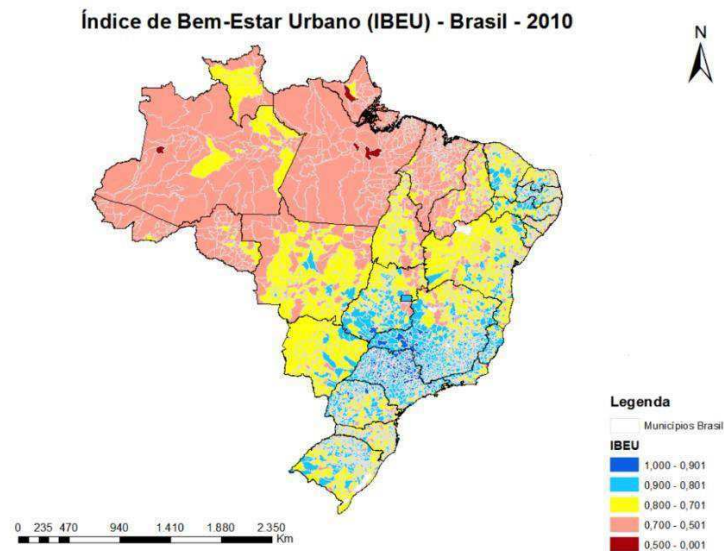 Índice de Bem-Estar Urbano (IBEU) - Brasil - 2010
N
Legenda
Municípios Brasil
IBEU
1,000 - 0,901
0,900 - 0,801
0,800 - 0,701
0,700 - 0,501
0,500 - 0,001
0 235 470 940 1.410 1.880 2.350
Km